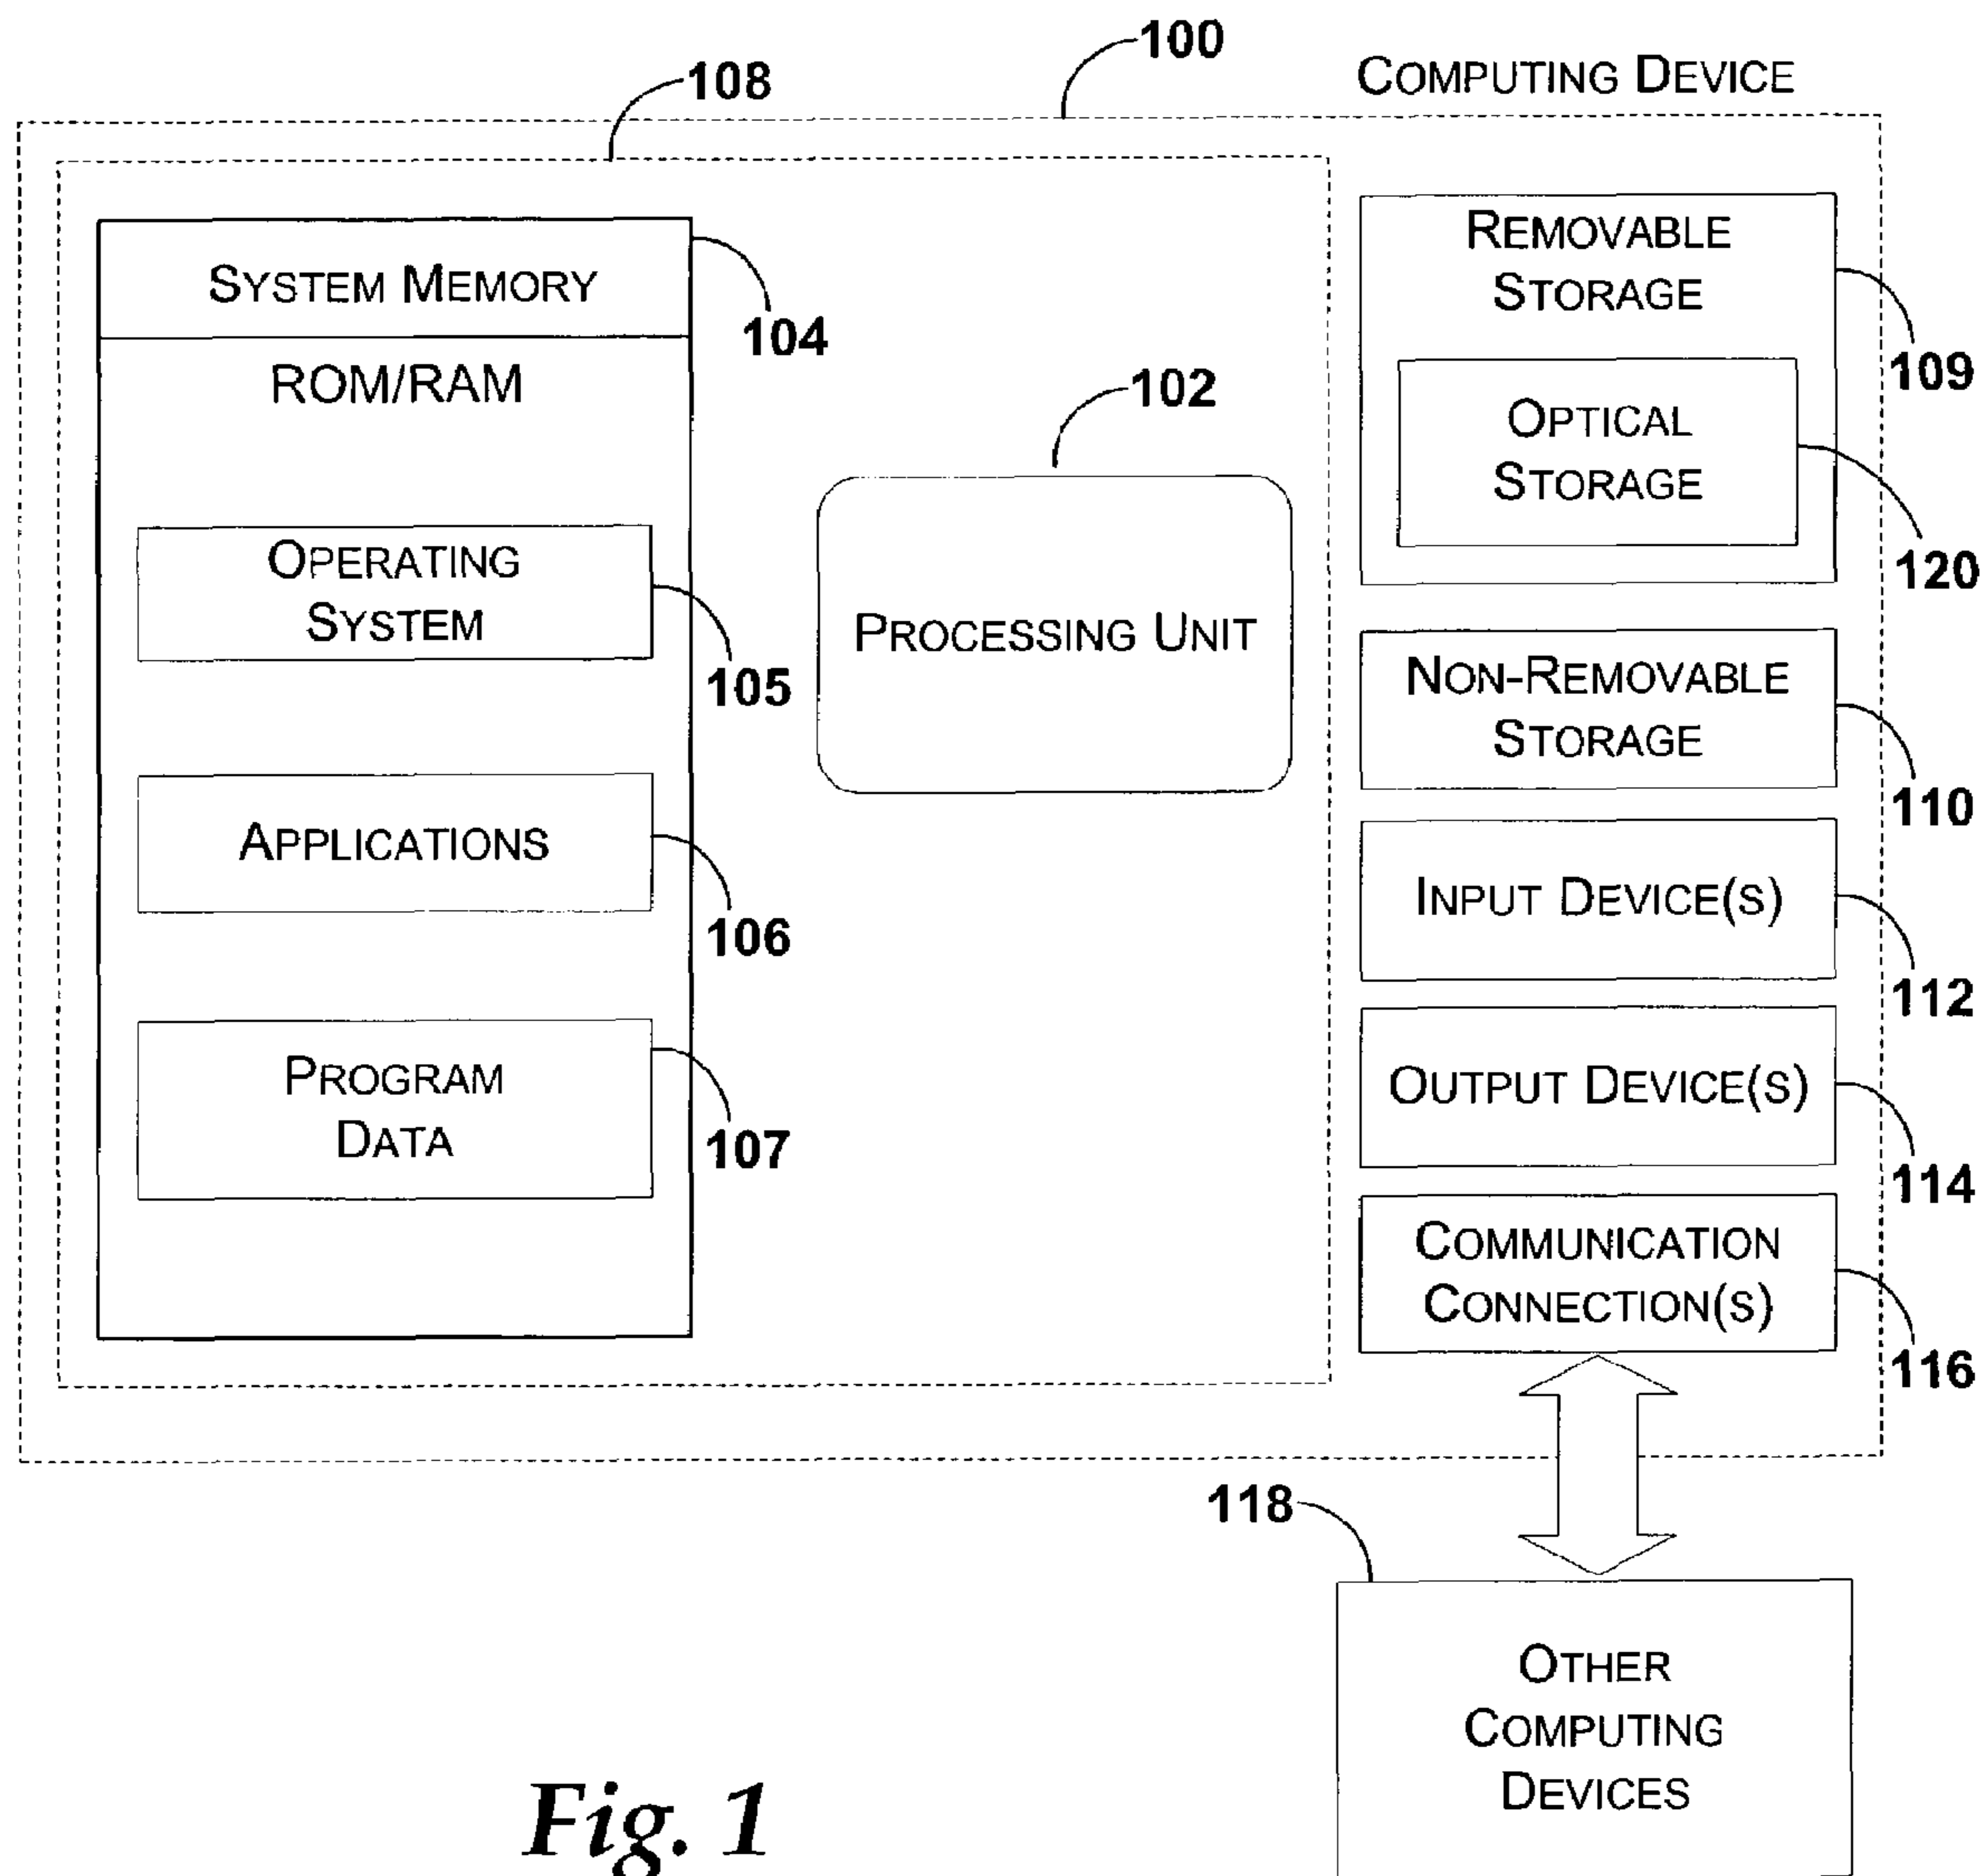 100
COMPUTING DEVICE
108
SYSTEM MEMORY
104
ROM/RAM
OPERATING
SYSTEM
105
APPLICATIONS
106
PROGRAM
DATA
107
102
PROCESSING UNIT
REMOVABLE
STORAGE
109
OPTICAL
STORAGE
120
NON-REMOVABLE
STORAGE
110
INPUT DEVICE(S)
112
OUTPUT DEVICE(S)
114
COMMUNICATION
CONNECTION(S)
116
118
OTHER
COMPUTING
DEVICES
Fig. 1